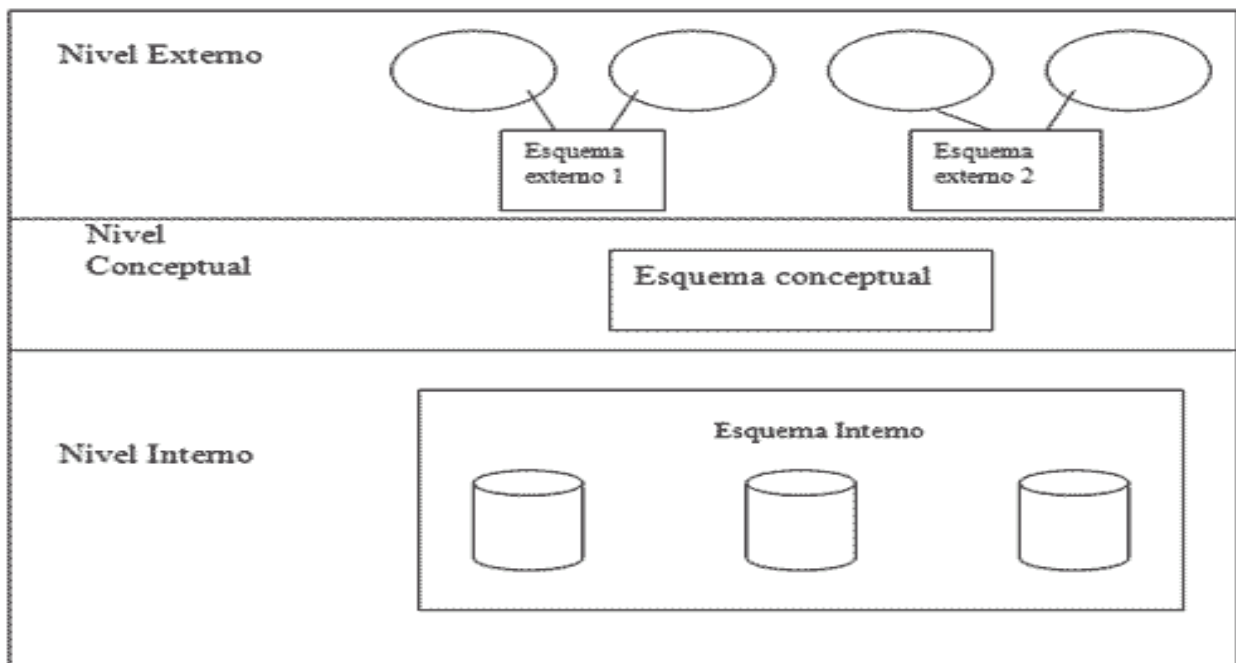 Nivel Externo
Esquema
externo 1
Esquema
externo 2
Nivel
Conceptual
Esquema conceptual
Esquema Interno
Nivel Interno